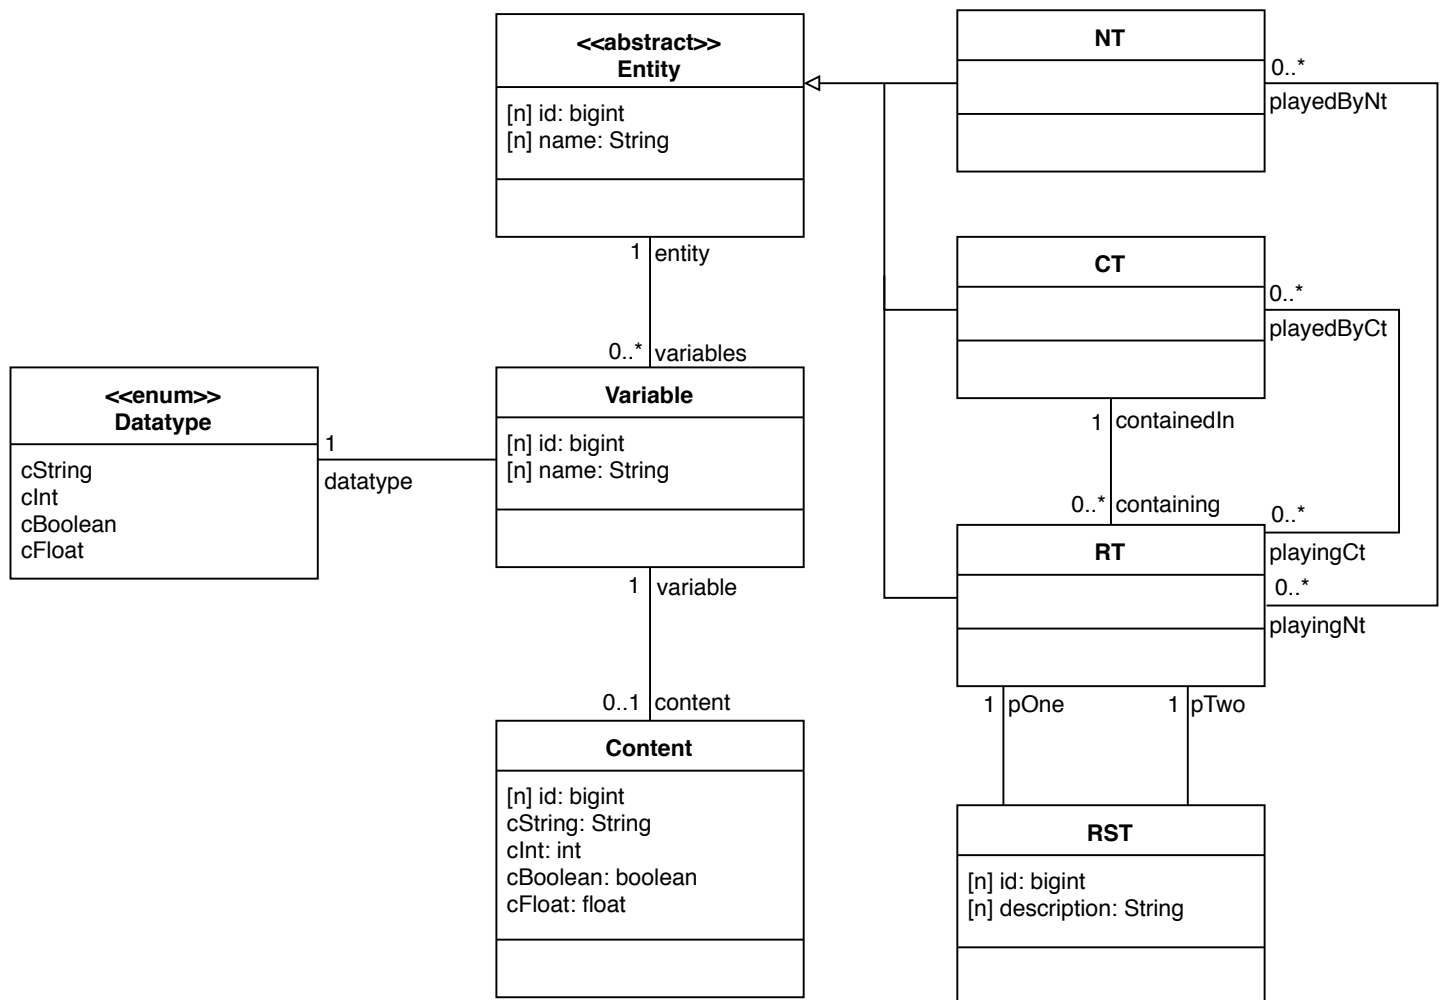 <<abstract>>
Entity
[n] id: bigint
[n] name: String
1 entity
0..* variables
<<enum>>
Datatype
cString
cInt
cBoolean
cFloat
1
datatype
Variable
[n] id: bigint
[n] name: String
1 variable
0..1 content
Content
[n] id: bigint
cString: String
cInt: int
cBoolean: boolean
cFloat: float
NT
0..*
playedByNt
CT
0..*
playedByCt
1 containedIn
0..* containing
RT
0..*
playingCt
0..*
playingNt
1 pOne
1 pTwo
RST
[n] id: bigint
[n] description: String